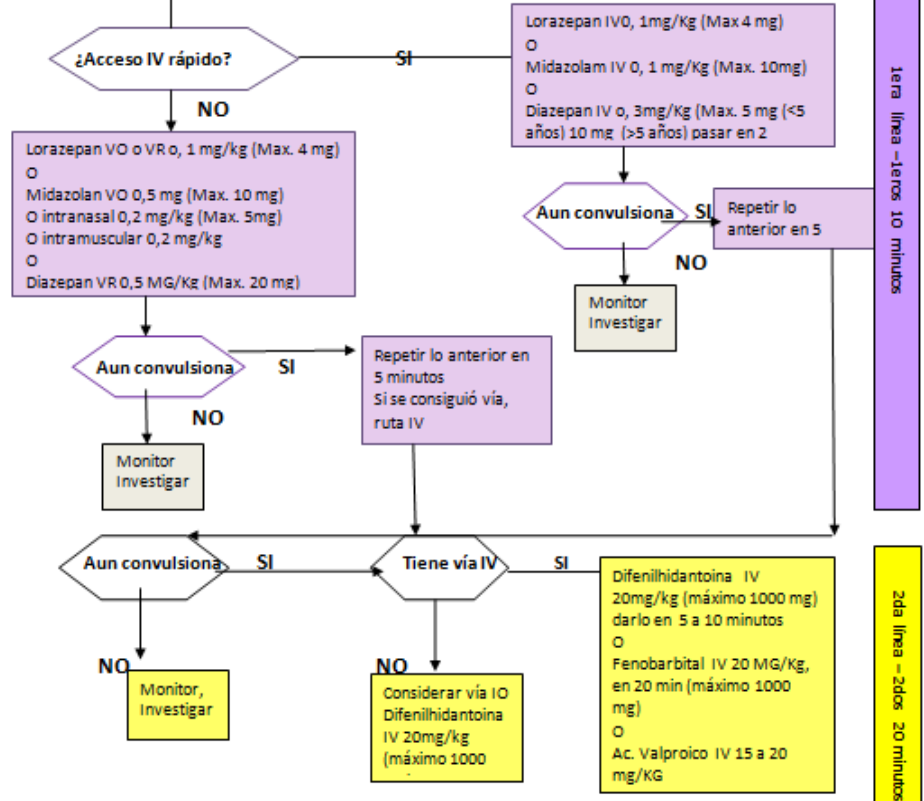 ¿Acceso IV rápido?
SI
NO
Lorazepan IV0, 1mg/Kg (Max 4 mg)
O
Midazolam IV 0, 1 mg/Kg (Max. 10mg)
O
Diazepan IV o, 3mg/Kg (Max. 5 mg (<5
años) 10 mg (>5 años) pasar en 2
Aun convulsiona
SI
Repetir lo
anterior en 5
NO
Monitor
Investigar
Lorazepan VO o VR o, 1 mg/kg (Max. 4 mg)
O
Midazolan VO 0,5 mg (Max. 10 mg)
O intranasal 0,2 mg/kg (Max. 5mg)
O intramuscular 0,2 mg/kg
O
Diazepan VR 0,5 MG/Kg (Max. 20 mg)
Aun convulsiona
SI
Repetir lo anterior en
5 minutos
Si se consiguió vía,
ruta IV
NO
Monitor
Investigar
1era línea –1eros 10 minutos
Aun convulsiona
SI
Tiene vía IV
SI
Difenilhidantoina IV
20mg/kg (máximo 1000 mg)
darlo en 5 a 10 minutos
O
Fenobarbital IV 20 MG/Kg,
en 20 min (máximo 1000
mg)
O
Ac. Valproico IV 15 a 20
mg/KG
NO
Monitor,
Investigar
NO
Considerar vía IO
Difenilhidantoina
IV 20mg/kg
(máximo 1000
2da línea – 2dos 20 minutos